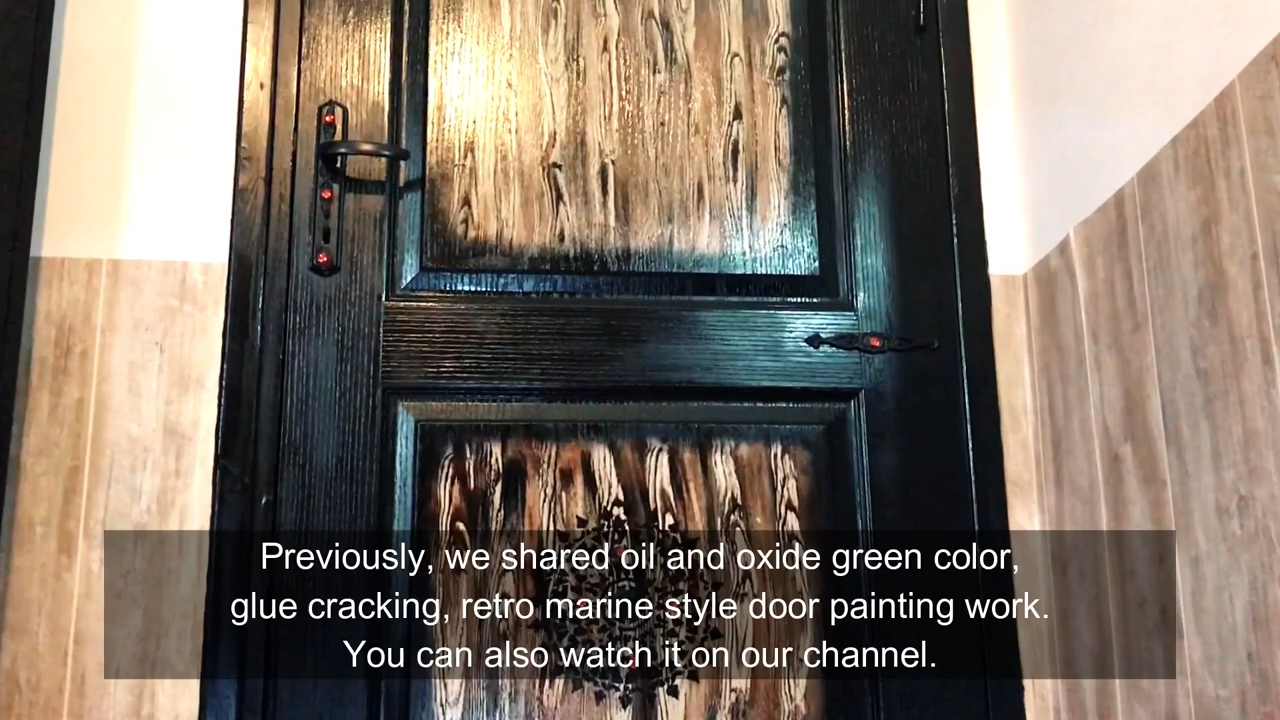 Previously, we shared oil and oxide green color,
glue cracking, retro marine style door painting work.
You can also watch it on our channel.